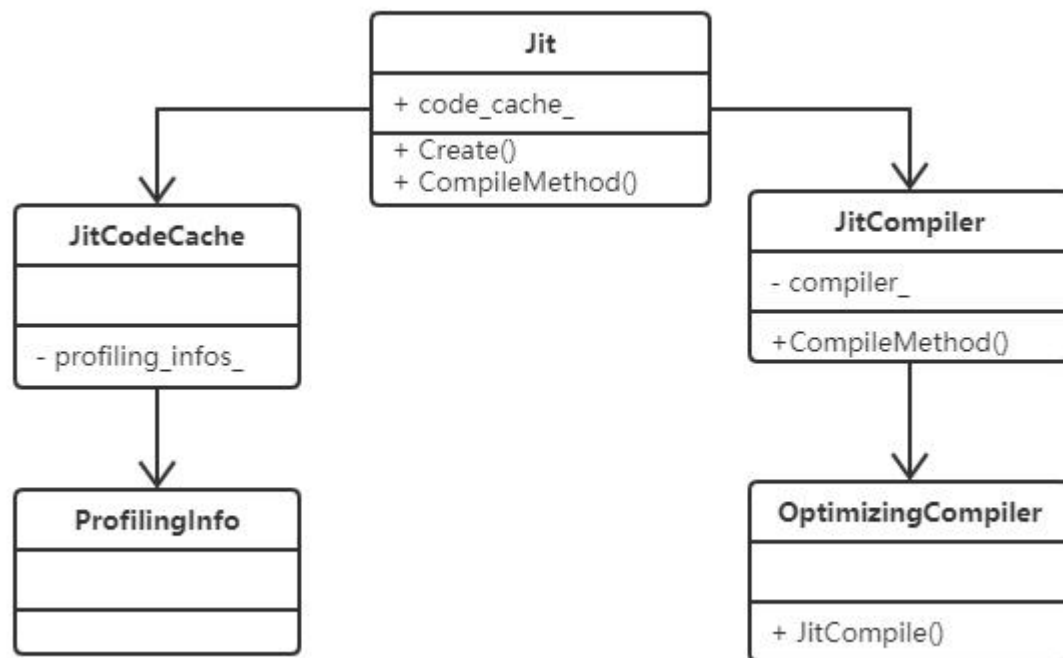 Jit
+ code_cache_
+ Create()
+ CompileMethod()
JitCodeCache
- profiling_infos_
JitCompiler
- compiler_
+CompileMethod()
ProfilingInfo
OptimizingCompiler
+ JitCompile()